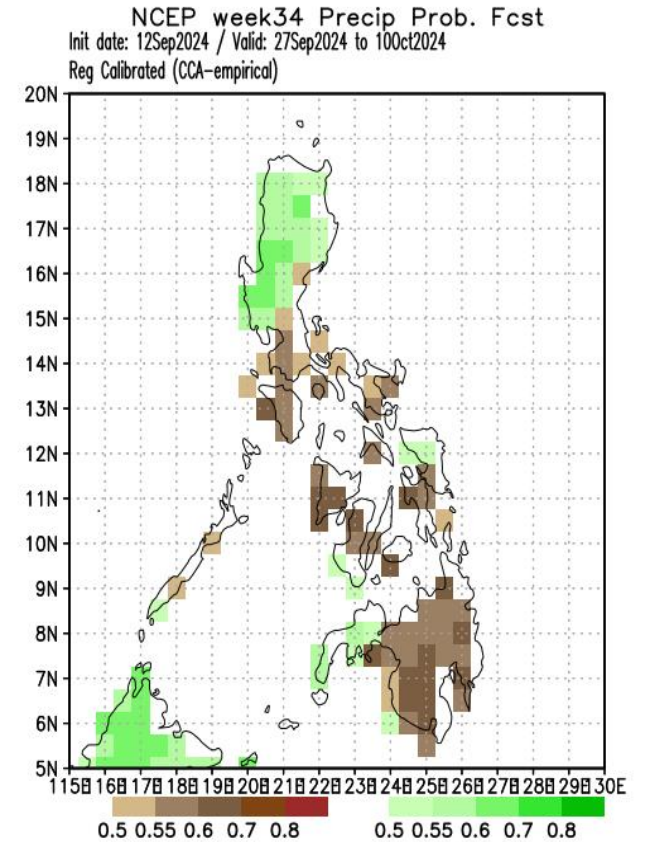 NCEP week34 Precip Prob. Fcst
Init date: 12Sep2024 / Valid: 27Sep2024 to 10Oct2024
Reg Calibrated (CCA-empirical)
20N
19N
18N
17N
16N
15N
14N
13N
12N
11N
10N
9N
8N
7N
6N
5N
115E 116E 117E 118E 119E 120E 121E 122E 123E 124E 125E 126E 127E 128E 129E 130E
0.5 0.55 0.6 0.7 0.8 0.5 0.55 0.6 0.7 0.8